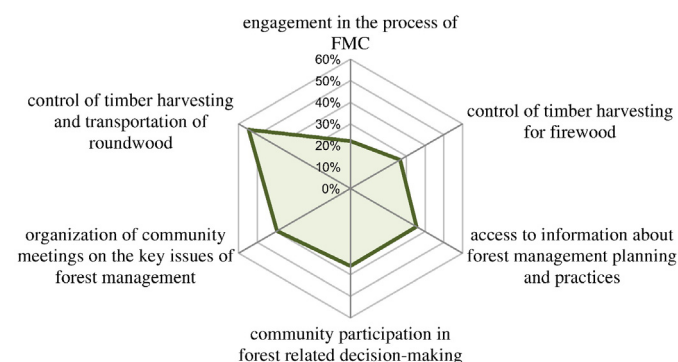 engagement in the process of
FMC
60%
50%
40%
30%
20%
10%
0%
control of timber harvesting
for firewood
access to information about
forest management planning
and practices
community participation in
forest related decision-making
organization of community
meetings on the key issues of
forest management
control of timber harvesting
and transportation of
roundwood